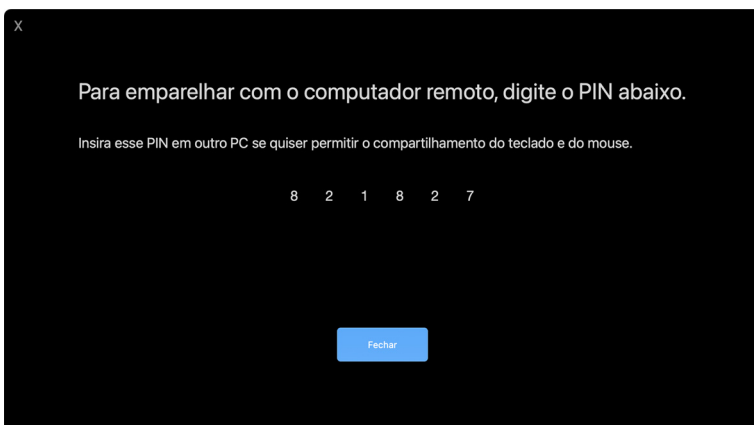 X
Para emparelhar com o computador remoto, digite o PIN abaixo.
Insira esse PIN em outro PC se quiser permitir o compartilhamento do teclado e do mouse.
8 2 1 8 2 7
Fechar